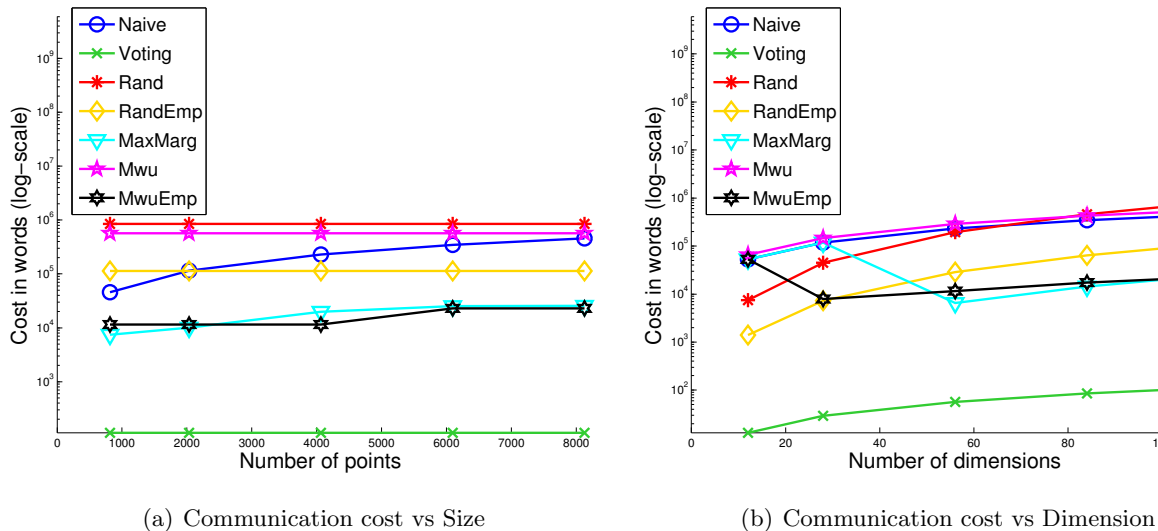 Naive
Voting
Rand
RandEmp
MaxMarg
Mwu
MwuEmp
10^9
10^8
10^7
10^6
10^5
10^4
10^3
Cost in words (log−scale)
0 1000 2000 3000 4000 5000 6000 7000 8000
Number of points
(a) Communication cost vs Size
Naive
Voting
Rand
RandEmp
MaxMarg
Mwu
MwuEmp
10^9
10^8
10^7
10^6
10^5
10^4
10^3
10^2
Cost in words (log−scale)
0 20 40 60 80
Number of dimensions
(b) Communication cost vs Dimension